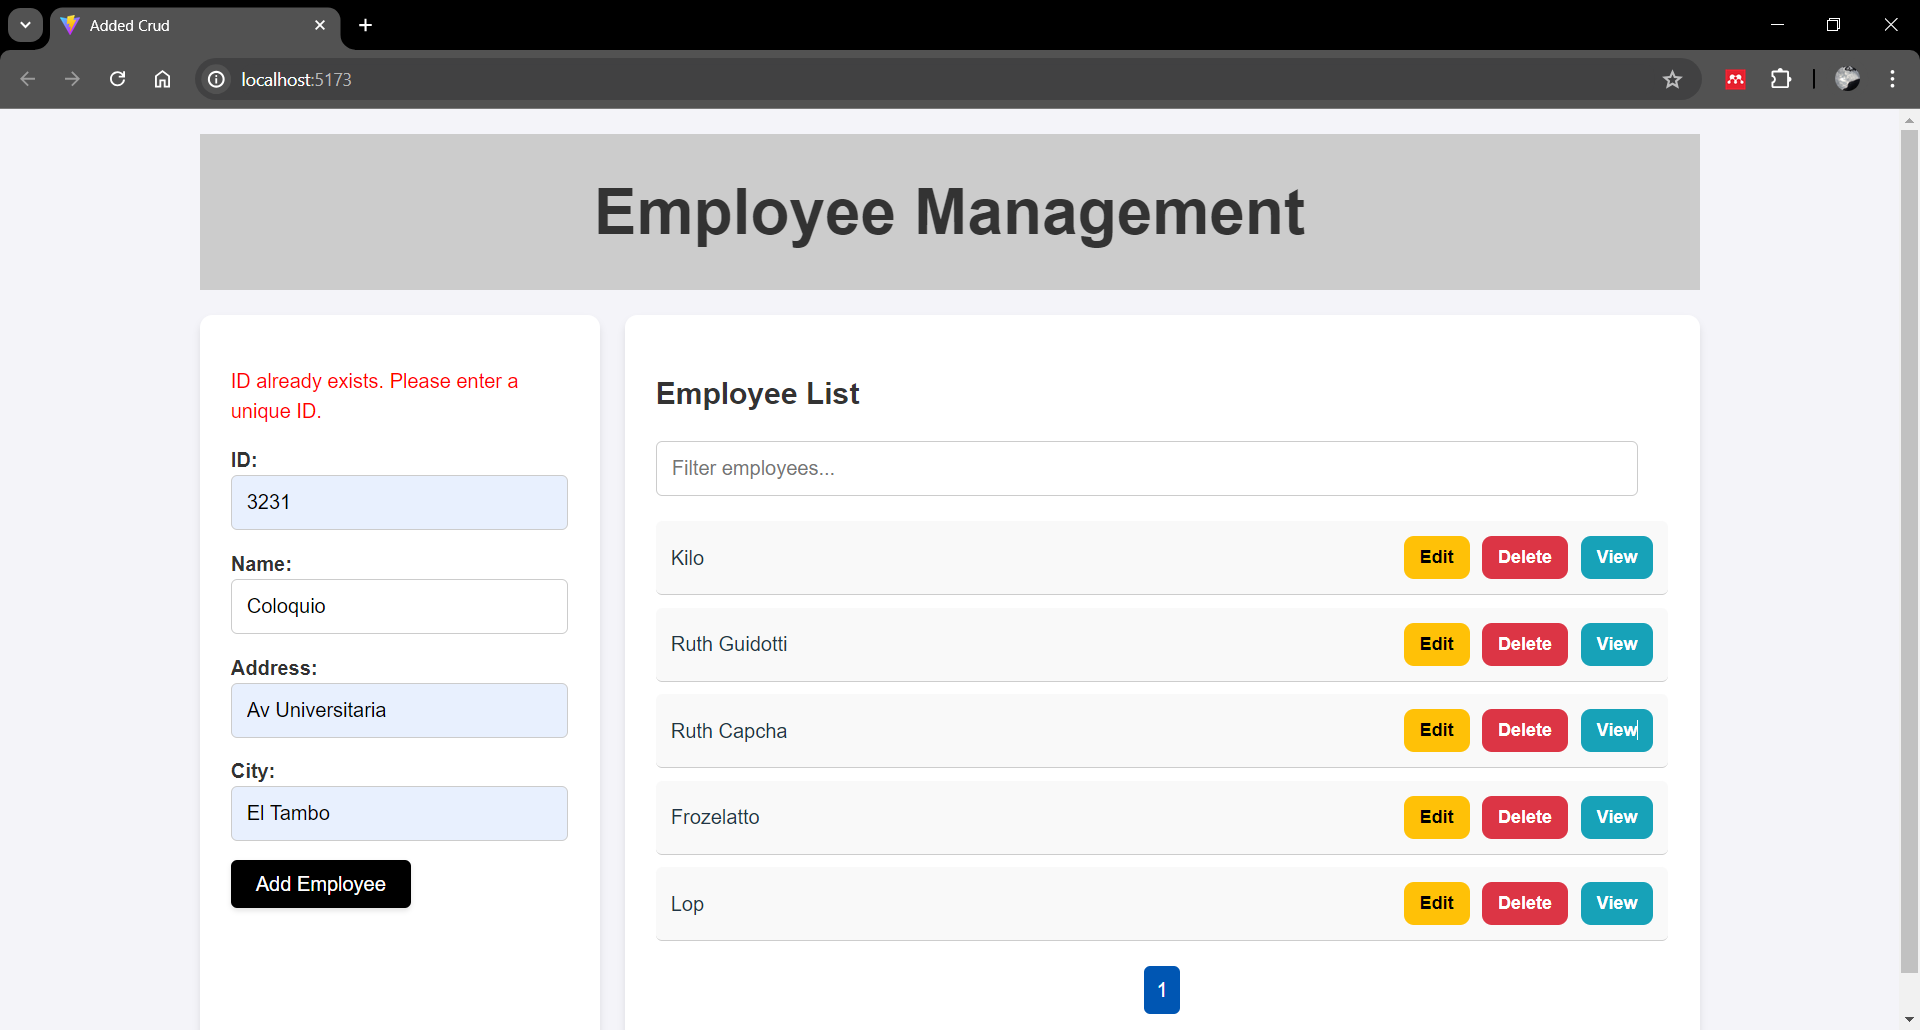 Added Crud
localhost:5173
Employee Management
ID already exists. Please enter a
unique ID.
ID:
3231
Name:
Coloquio
Address:
Av Universitaria
City:
El Tambo
Add Employee
Employee List
Filter employees...
Kilo Edit Delete View
Ruth Guidotti Edit Delete View
Ruth Capcha Edit Delete View
Frozelatto Edit Delete View
Lop Edit Delete View
1